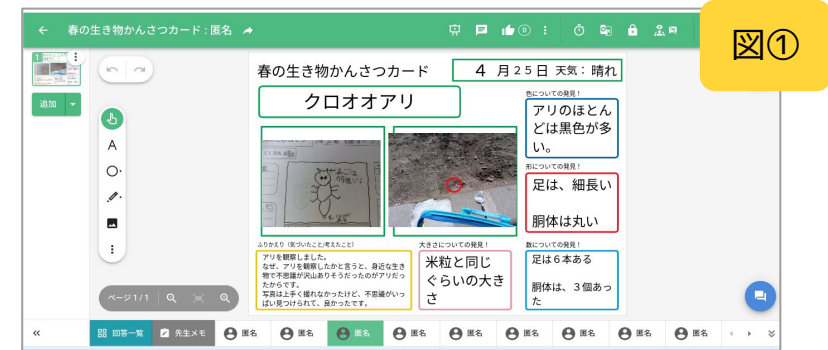 図①
春の生き物かんさつカード : 匿名
1
追加
A
ページ 1 / 1
春の生き物かんさつカード
4 月25日 天気：晴れ
クロオオアリ
色についての発見！
アリのほとん
どは黒色が多
い。
形についての発見！
足は、細長い
胴体は丸い
ふりかえり（気づいたこと/考えたこと）
アリを観察しました。
なぜ、アリを観察したかと言うと、身近な生き
物で不思議が沢山ありそうだったのがアリだっ
たからです。
写真は上手く撮れなかったけど、不思議がいっ
ぱい見つけられて、良かったです。
大きさについての発見！
米粒と同じ
ぐらいの大き
さ
数についての発見！
足は６本ある
胴体は、３個あっ
た
回答一覧
先生メモ
匿名
匿名
匿名
匿名
匿名
匿名
匿名
匿名
匿名